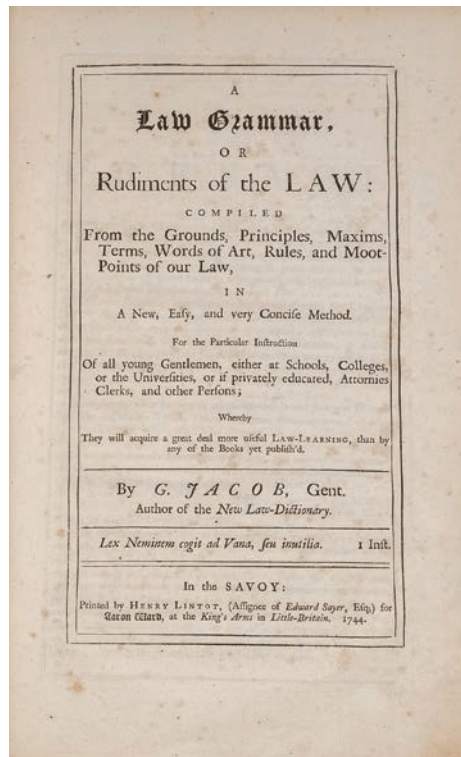 A
Law Grammar,
OR
Rudiments of the LAW:
COMPILED
From the Grounds, Principles, Maxims,
Terms, Words of Art, Rules, and Moot-
Points of our Law,
IN
A New, Eaſy, and very Conciſe Method.
For the Particular Inſtruction
Of all young Gentlemen, either at Schools, Colleges,
or the Univerſities, or if privately educated, Attornies
Clerks, and other Perſons;
Whereby
They will acquire a great deal more uſeful LAW-LEARNING, than by
any of the Books yet publiſh'd.
By G. JACOB, Gent.
Author of the New Law-Dictionary.
Lex Neminem cogit ad Vana, ſeu inutilia. 1 Inſt.
In the SAVOY:
Printed by HENRY LINTOT, (Aſſignee of Edward Sayer, Eſq;) for
Aaron Ward, at the King's Arms in Little-Britain, 1744.